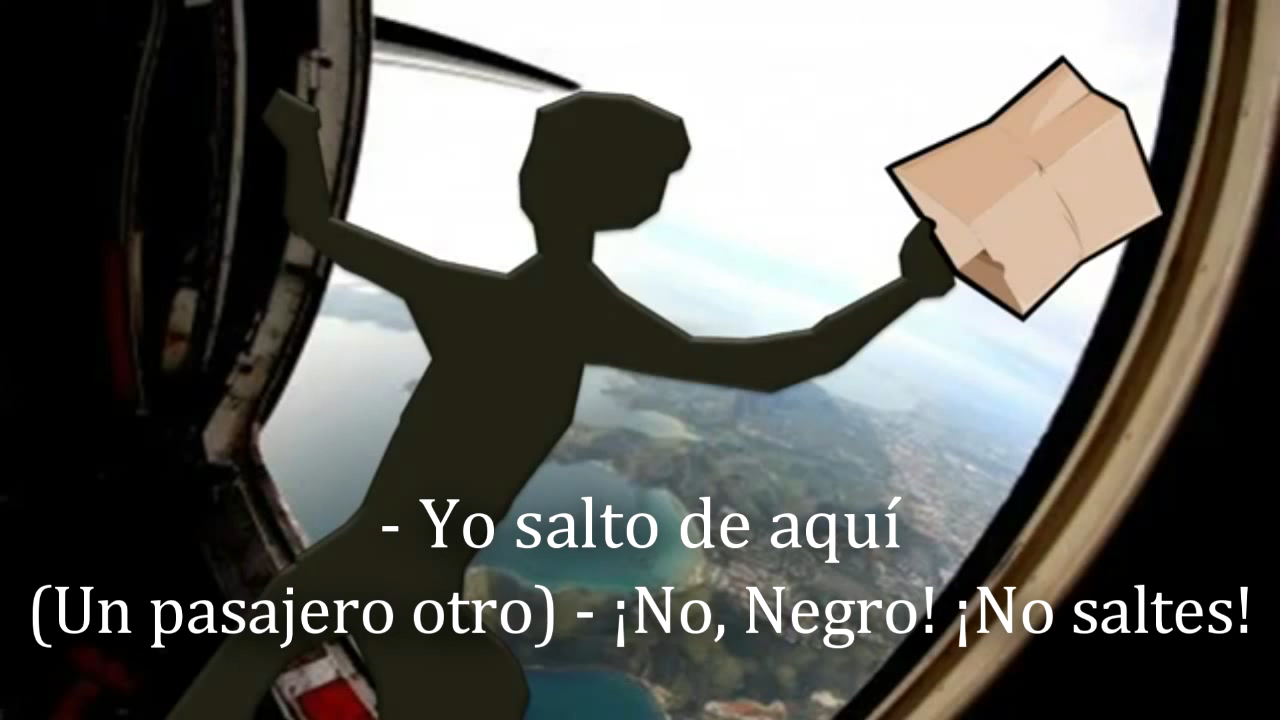 - Yo salto de aquí
(Un pasajero otro) - ¡No, Negro! ¡No saltes!